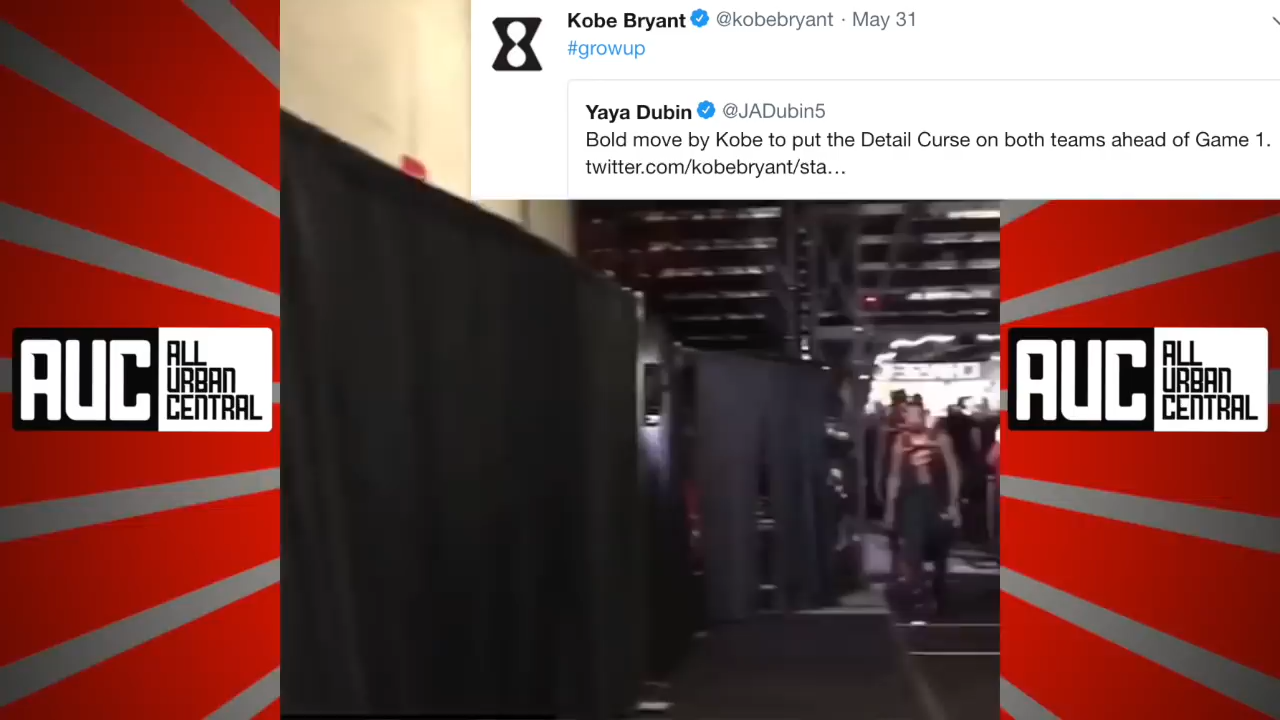 Kobe Bryant @kobebryant · May 31
#growup
Yaya Dubin @JADubin5
Bold move by Kobe to put the Detail Curse on both teams ahead of Game 1.
twitter.com/kobebryant/sta…
AUC ALL
URBAN
CENTRAL
AUC ALL
URBAN
CENTRAL